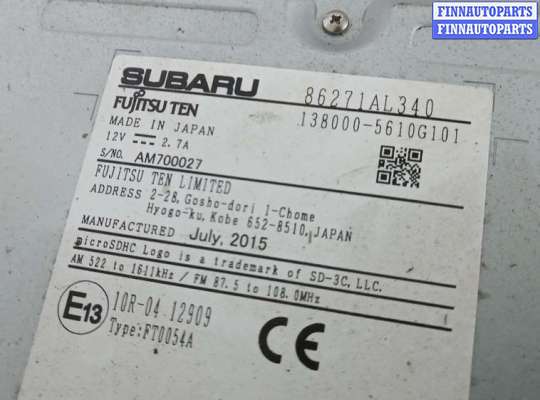 FINNAUTOPARTS
FINNAUTOPARTS
SUBARU 86271AL340
FUJITSU TEN 138000-5610G101
MADE IN JAPAN
12V 2.7A
S/NO. AM700027
FUJITSU TEN LIMITED
ADDRESS 2-28, Gosho-dori 1-Chome
Hyogo-ku, Kobe 652-8510, JAPAN
MANUFACTURED July, 2015
microSDHC Logo is a trademark of SD-3C, LLC.
AM 522 to 1611kHz / FM 87.5 to 108.0MHz
E13 10R-04 12909
Type:FT0054A
CE